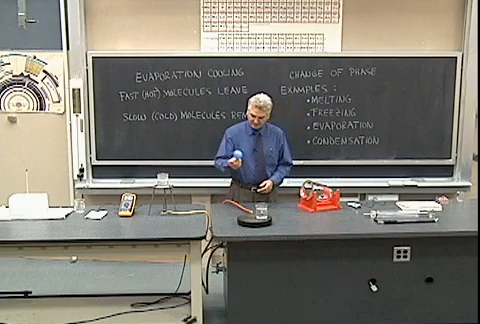 EVAPORATION COOLING
FAST (HOT) MOLECULES LEAVE
SLOW (COLD) MOLECULES
CHANGE OF PHASE
EXAMPLES :
• MELTING
• FREEZING
• EVAPORATION
• CONDENSATION